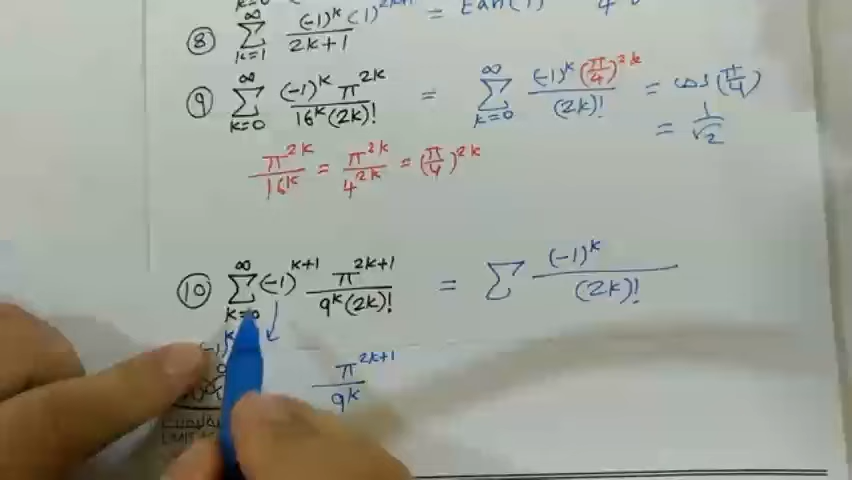 ⑧ ∑_{k=1}^{∞} (-1)^k (1)^{2k+1} / 2k+1 = tan (1)
⑨ ∑_{k=0}^{∞} (-1)^k π^{2k} / 16^k (2k)! = ∑_{k=0}^{∞} (-1)^k (π/4)^{2k} / (2k)! = cos (π/4)
= 1/√2
π^{2k} / 16^k = π^{2k} / 4^{2k} = (π/4)^{2k}
⑩ ∑_{k=0}^{∞} (-1)^{k+1} π^{2k+1} / 9^k (2k)! = ∑ (-1)^k / (2k)!
π^{2k+1} / 9^k